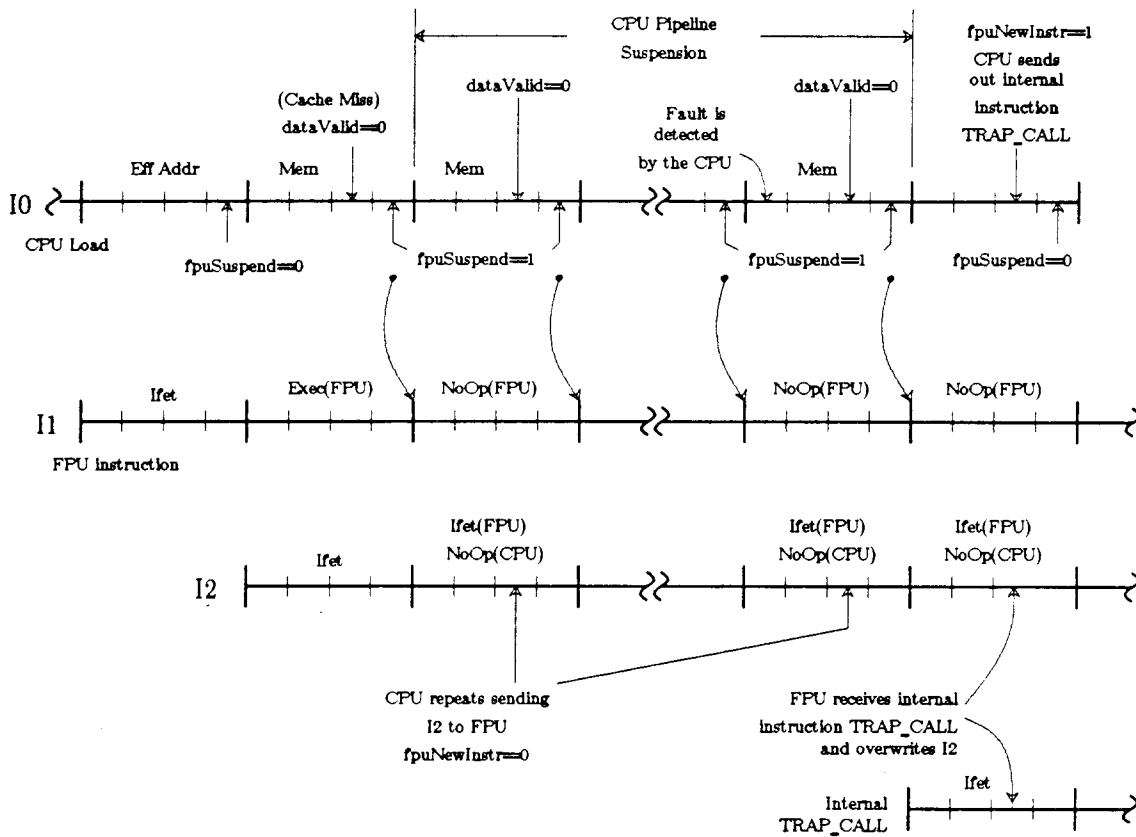 CPU Pipeline
Suspension
fpuNewInstr==1
CPU sends
out internal
instruction
TRAP_CALL
(Cache Miss)
dataValid==0
dataValid==0
Fault is
detected
by the CPU
dataValid==0
Eff Addr
Mem
Mem
Mem
I0
CPU Load
fpuSuspend==0
fpuSuspend==1
fpuSuspend==1
fpuSuspend==0
Ifet
Exec(FPU)
NoOp(FPU)
NoOp(FPU)
NoOp(FPU)
I1
FPU instruction
Ifet
Ifet(FPU)
NoOp(CPU)
Ifet(FPU)
NoOp(CPU)
Ifet(FPU)
NoOp(CPU)
I2
CPU repeats sending
I2 to FPU
fpuNewInstr==0
FPU receives internal
instruction TRAP_CALL
and overwrites I2
Ifet
Internal
TRAP_CALL